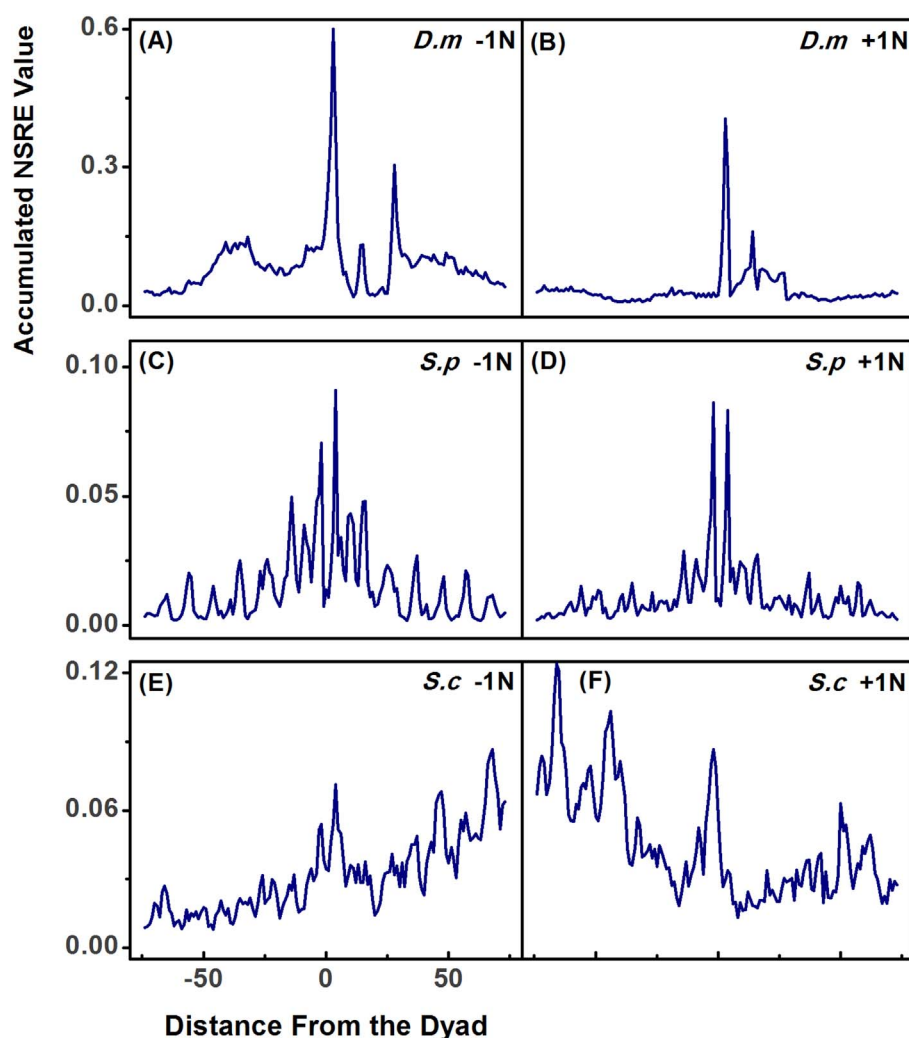 Accumulated NSRE Value
(A) D.m -1N
(B) D.m +1N
0.6
0.3
0.0
(C) S.p -1N
(D) S.p +1N
0.10
0.05
0.00
(E) S.c -1N
(F) S.c +1N
0.12
0.06
0.00
-50 0 50
Distance From the Dyad